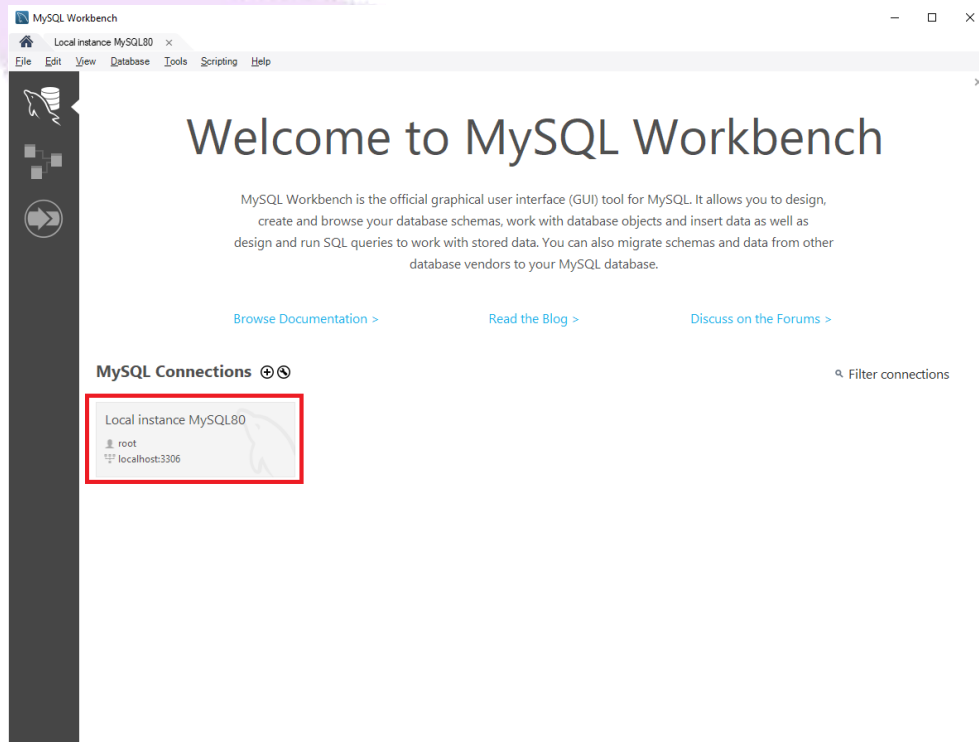 MySQL Workbench
Local instance MySQL80
File Edit View Database Tools Scripting Help
Welcome to MySQL Workbench
MySQL Workbench is the official graphical user interface (GUI) tool for MySQL. It allows you to design,
create and browse your database schemas, work with database objects and insert data as well as
design and run SQL queries to work with stored data. You can also migrate schemas and data from other
database vendors to your MySQL database.
Browse Documentation > Read the Blog > Discuss on the Forums >
MySQL Connections Filter connections
Local instance MySQL80
root
localhost:3306